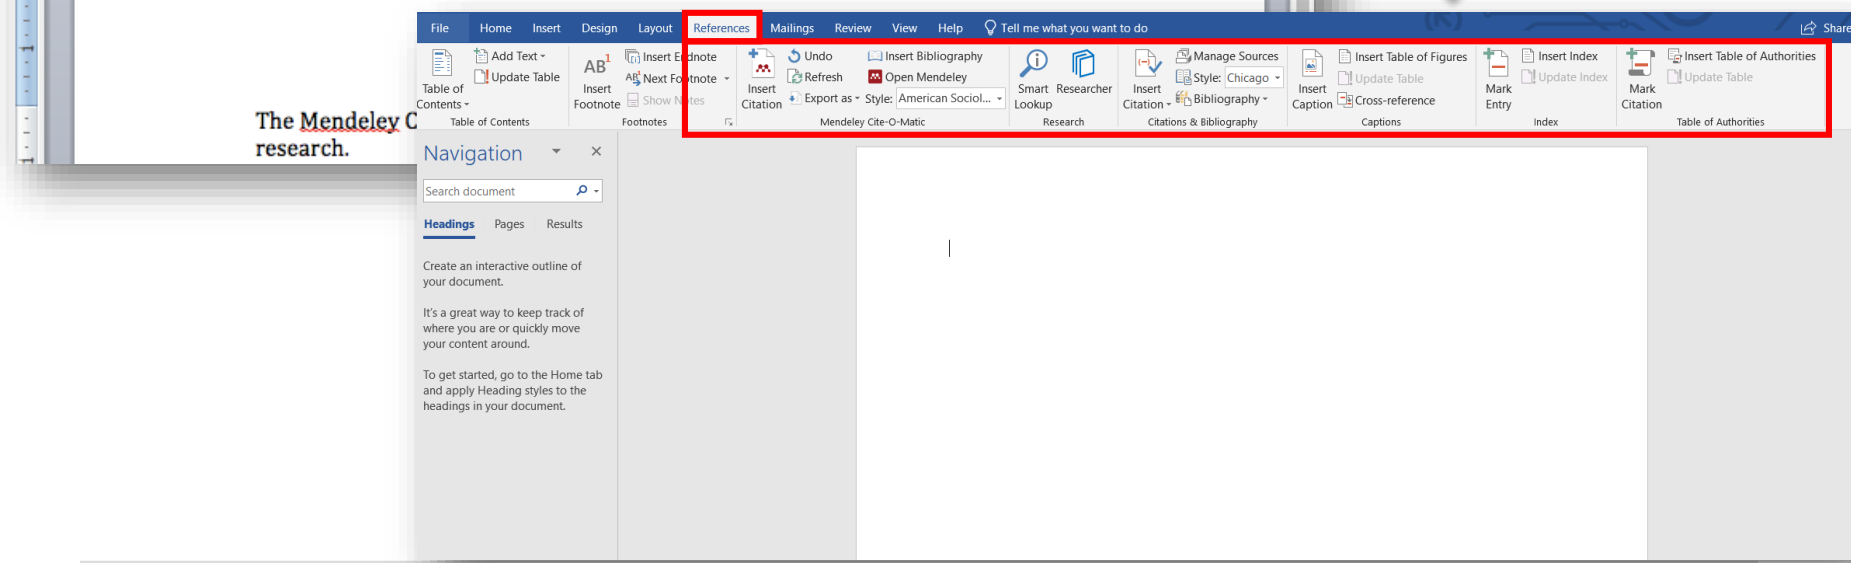 The Mendeley C
research.
File Home Insert Design Layout References Mailings Review View Help Tell me what you want to do Share
Table of Contents
Add Text
Update Table
Table of Contents
AB1
Insert Footnote
Insert Endnote
Next Footnote
Show Notes
Footnotes
Insert Citation
Undo
Refresh
Export as
Insert Bibliography
Open Mendeley
Style: American Sociol...
Mendeley Cite-O-Matic
Smart Lookup
Researcher
Research
Insert Citation
Manage Sources
Style: Chicago
Bibliography
Citations & Bibliography
Insert Caption
Insert Table of Figures
Update Table
Cross-reference
Captions
Mark Entry
Insert Index
Update Index
Index
Mark Citation
Insert Table of Authorities
Update Table
Table of Authorities
Navigation
Search document
Headings Pages Results
Create an interactive outline of
your document.
It's a great way to keep track of
where you are or quickly move
your content around.
To get started, go to the Home tab
and apply Heading styles to the
headings in your document.